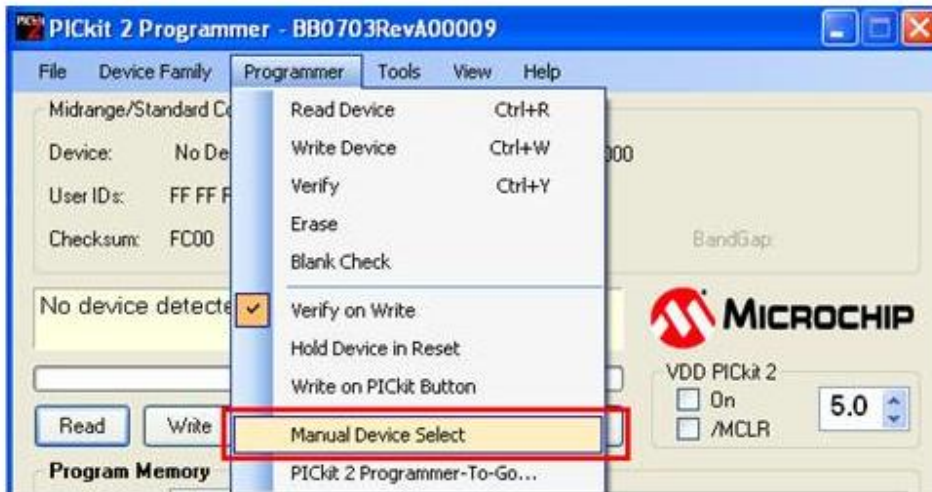 PICkit 2 Programmer - BB0703RevA00009
File Device Family Programmer Tools View Help
Midrange/Standard Co
Read Device Ctrl+R
Device: No De
Write Device Ctrl+W
000
User IDs: FF FF F
Verify Ctrl+Y
Erase
Checksum: FC00
BandGap:
Blank Check
No device detecte
Verify on Write
MICROCHIP
Hold Device in Reset
Write on PICkit Button
VDD PICkit 2
On
5.0
/MCLR
Read Write
Manual Device Select
Program Memory
PICkit 2 Programmer-To-Go...